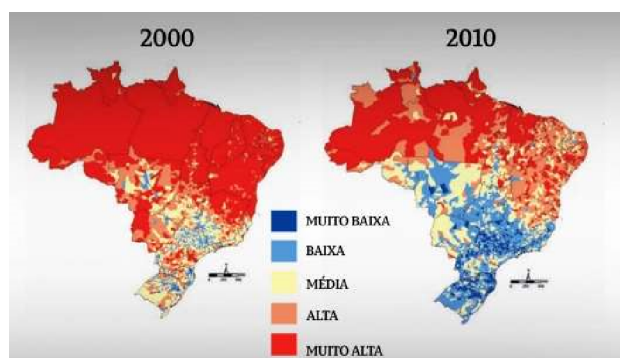 2000
2010
MUITO BAIXA
BAIXA
MÉDIA
ALTA
MUITO ALTA